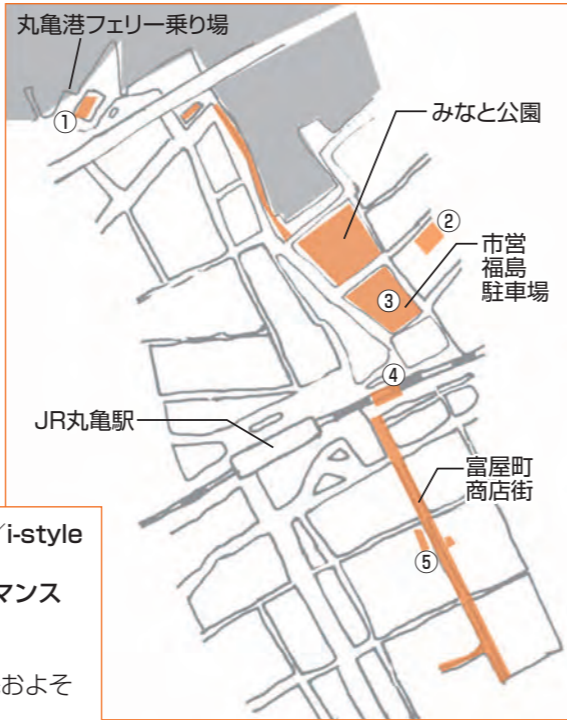 丸亀港フェリー乗り場
①
みなと公園
②
市営
福島
駐車場
③
④
JR丸亀駅
富屋町
商店街
⑤
/i-style
マンス
およそ